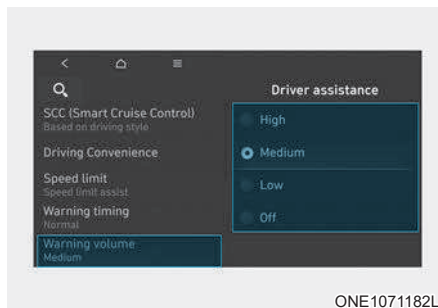 Driver assistance
SCC (Smart Cruise Control)
Based on driving style
Driving Convenience
Speed limit
Speed limit assist
Warning timing
Normal
Warning volume
Medium
High
Medium
Low
Off
ONE1071182L